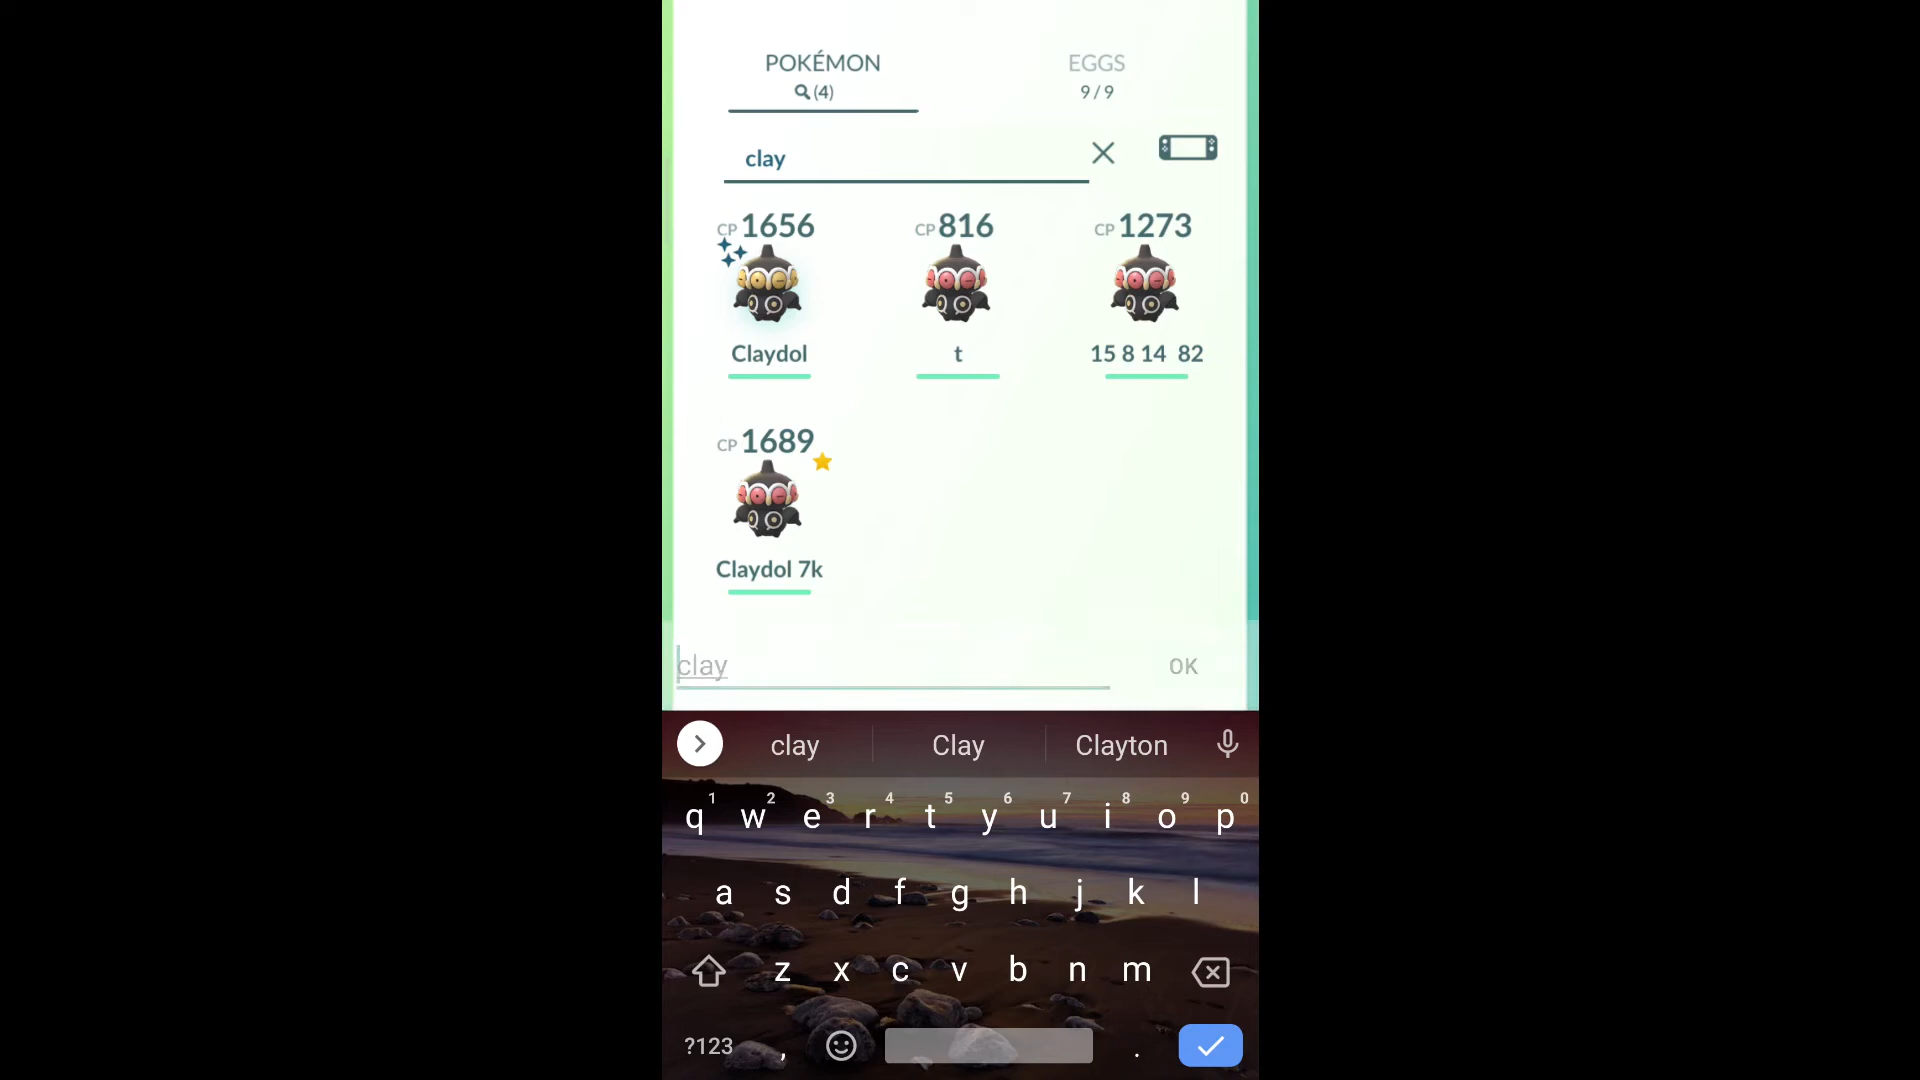 POKÉMON EGGS
(4) 9 / 9
clay
CP 1656 CP 816 CP 1273
Claydol t 15 8 14 82
CP 1689
Claydol 7k
clay OK
clay Clay Clayton
1 2 3 4 5 6 7 8 9 0
q w e r t y u i o p
a s d f g h j k l
z x c v b n m
?123 , .